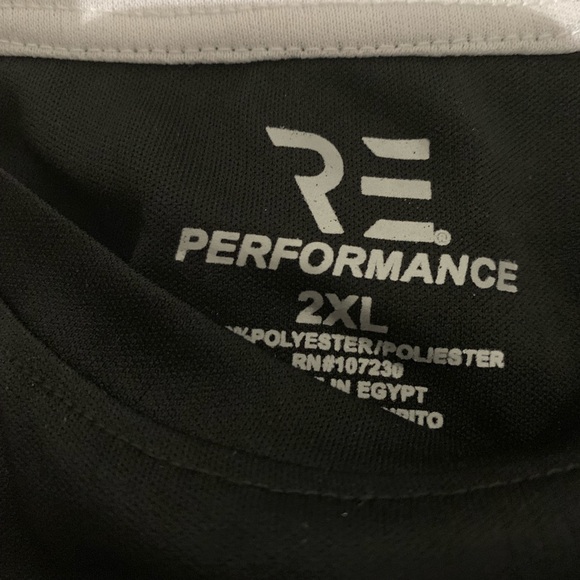 RE®
PERFORMANCE
2XL
%POLYESTER/POLIESTER
RN#107230
IN EGYPT